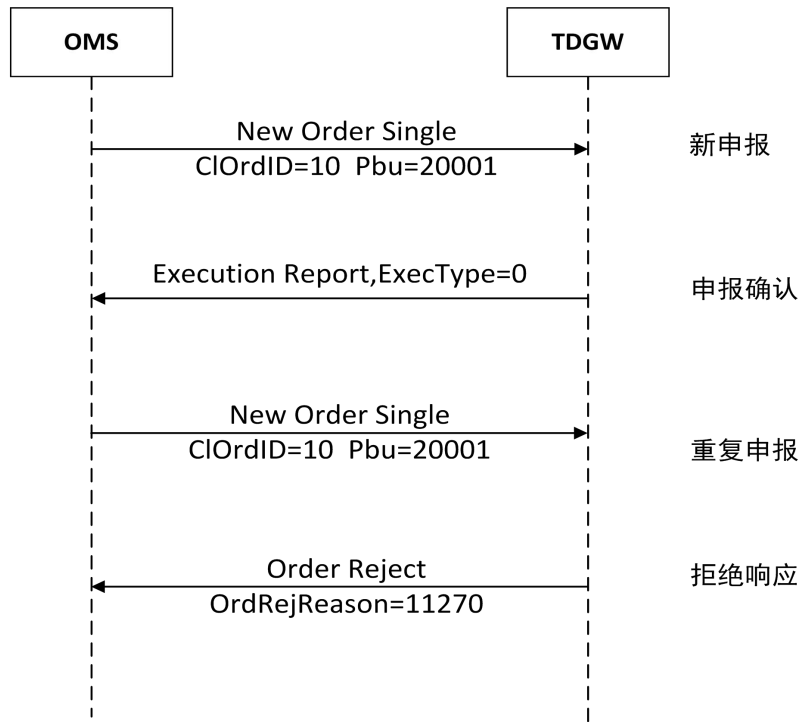 OMS
TDGW
New Order Single
ClOrdID=10  Pbu=20001
新申报
Execution Report,ExecType=0
申报确认
New Order Single
ClOrdID=10  Pbu=20001
重复申报
Order Reject
OrdRejReason=11270
拒绝响应